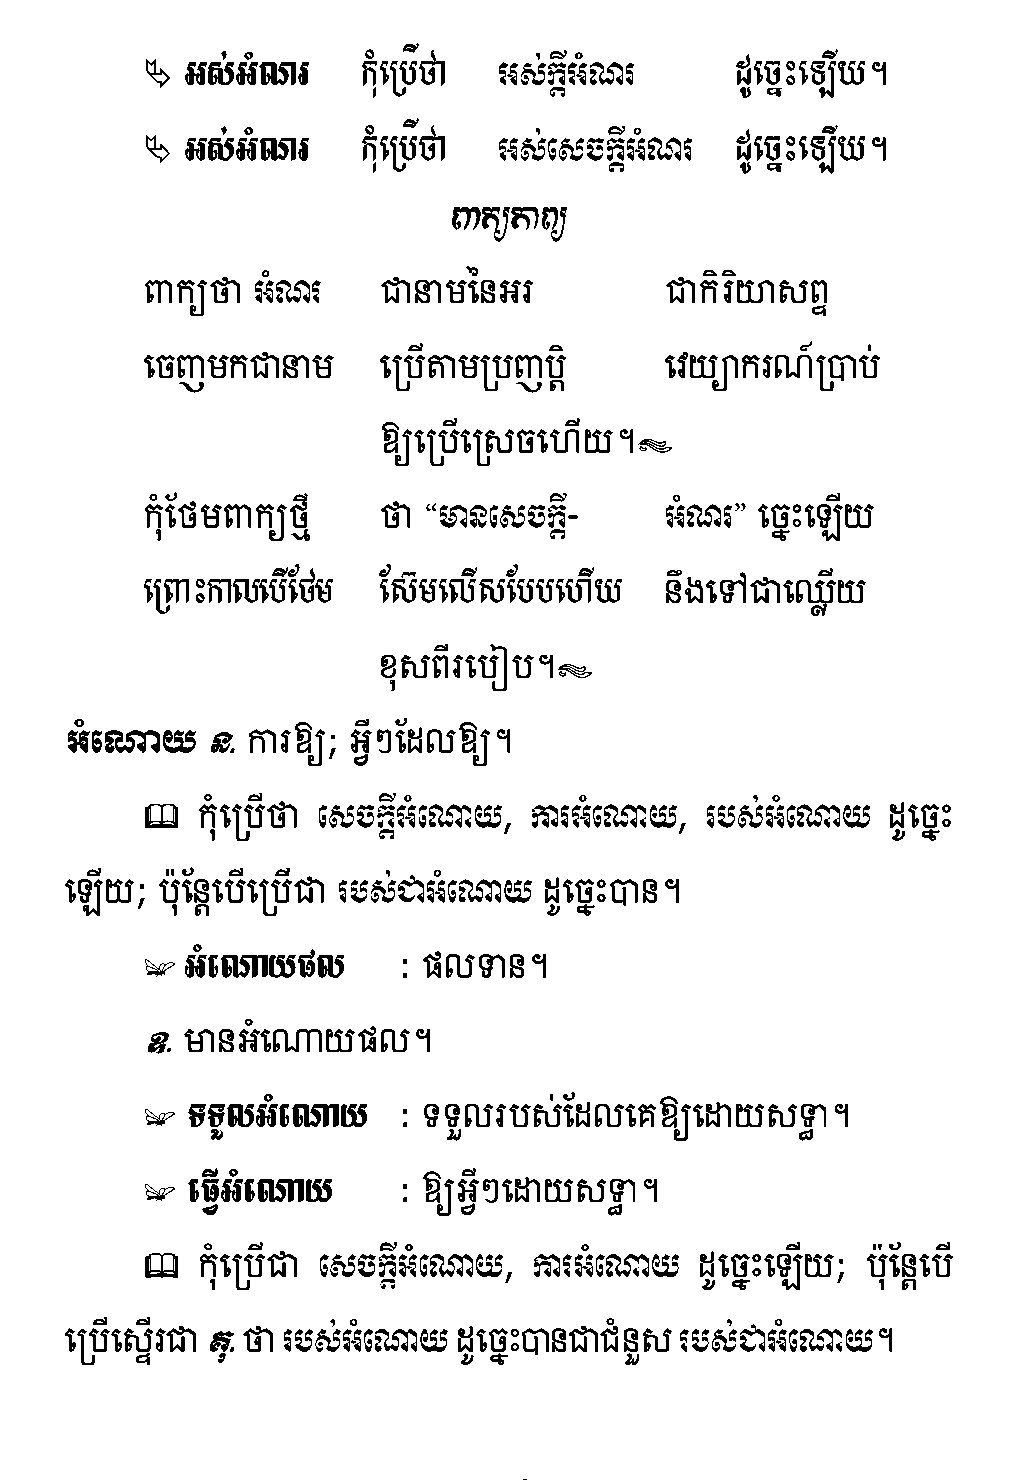 អស់អំណរ កុំប្រើថា អស់ក្ដីអំណរ ដូច្នេះឡើយ។
អស់អំណរ កុំប្រើថា អស់សេចក្ដីអំណរ ដូច្នេះឡើយ។
ពាក្យកាព្យ
ពាក្យថា អំណរ ជានាមនៃអរ ជាកិរិយាសព្ទ
ចេញមកជានាម ប្រើតាមប្រញប្តិ វេយ្យាករណ៍ប្រាប់
ឱ្យប្រើស្រេចហើយ។
កុំថែមពាក្យថ្មី ថា “មានសេចក្ដី- អំណរ” ច្នេះឡើយ
ព្រោះកាលបើថែម ស៊ែមលើសបែបហើយ នឹងទៅជាឈ្លើយ
ខុសពីរបៀប។
អំណោយ ន. ការឱ្យ; អ្វីៗដែលឱ្យ។
កុំប្រើថា សេចក្ដីអំណោយ, ការអំណោយ, របស់អំណោយ ដូច្នេះ
ឡើយ; ប៉ុន្តែបើប្រើជា របស់ជាអំណោយ ដូច្នេះបាន។
អំណោយផល : ផលទាន។
ឧ. មានអំណោយផល។
ទទួលអំណោយ : ទទួលរបស់ដែលគេឱ្យដោយសទ្ធា។
ធ្វើអំណោយ : ឱ្យអ្វីៗដោយសទ្ធា។
កុំប្រើជា សេចក្ដីអំណោយ, ការអំណោយ ដូច្នេះឡើយ; ប៉ុន្តែបើ
ប្រើស្ទើរជា គុ. ថា របស់អំណោយ ដូច្នេះបានជាជំនួស របស់ជាអំណោយ។